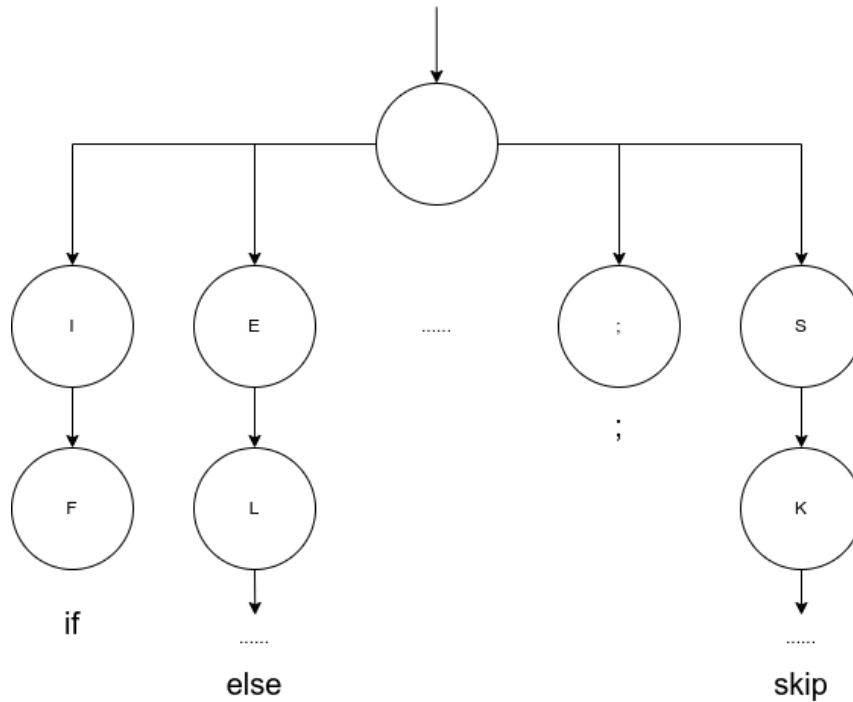 I E ...... ; S
;
F L K
if
...... ......
else skip